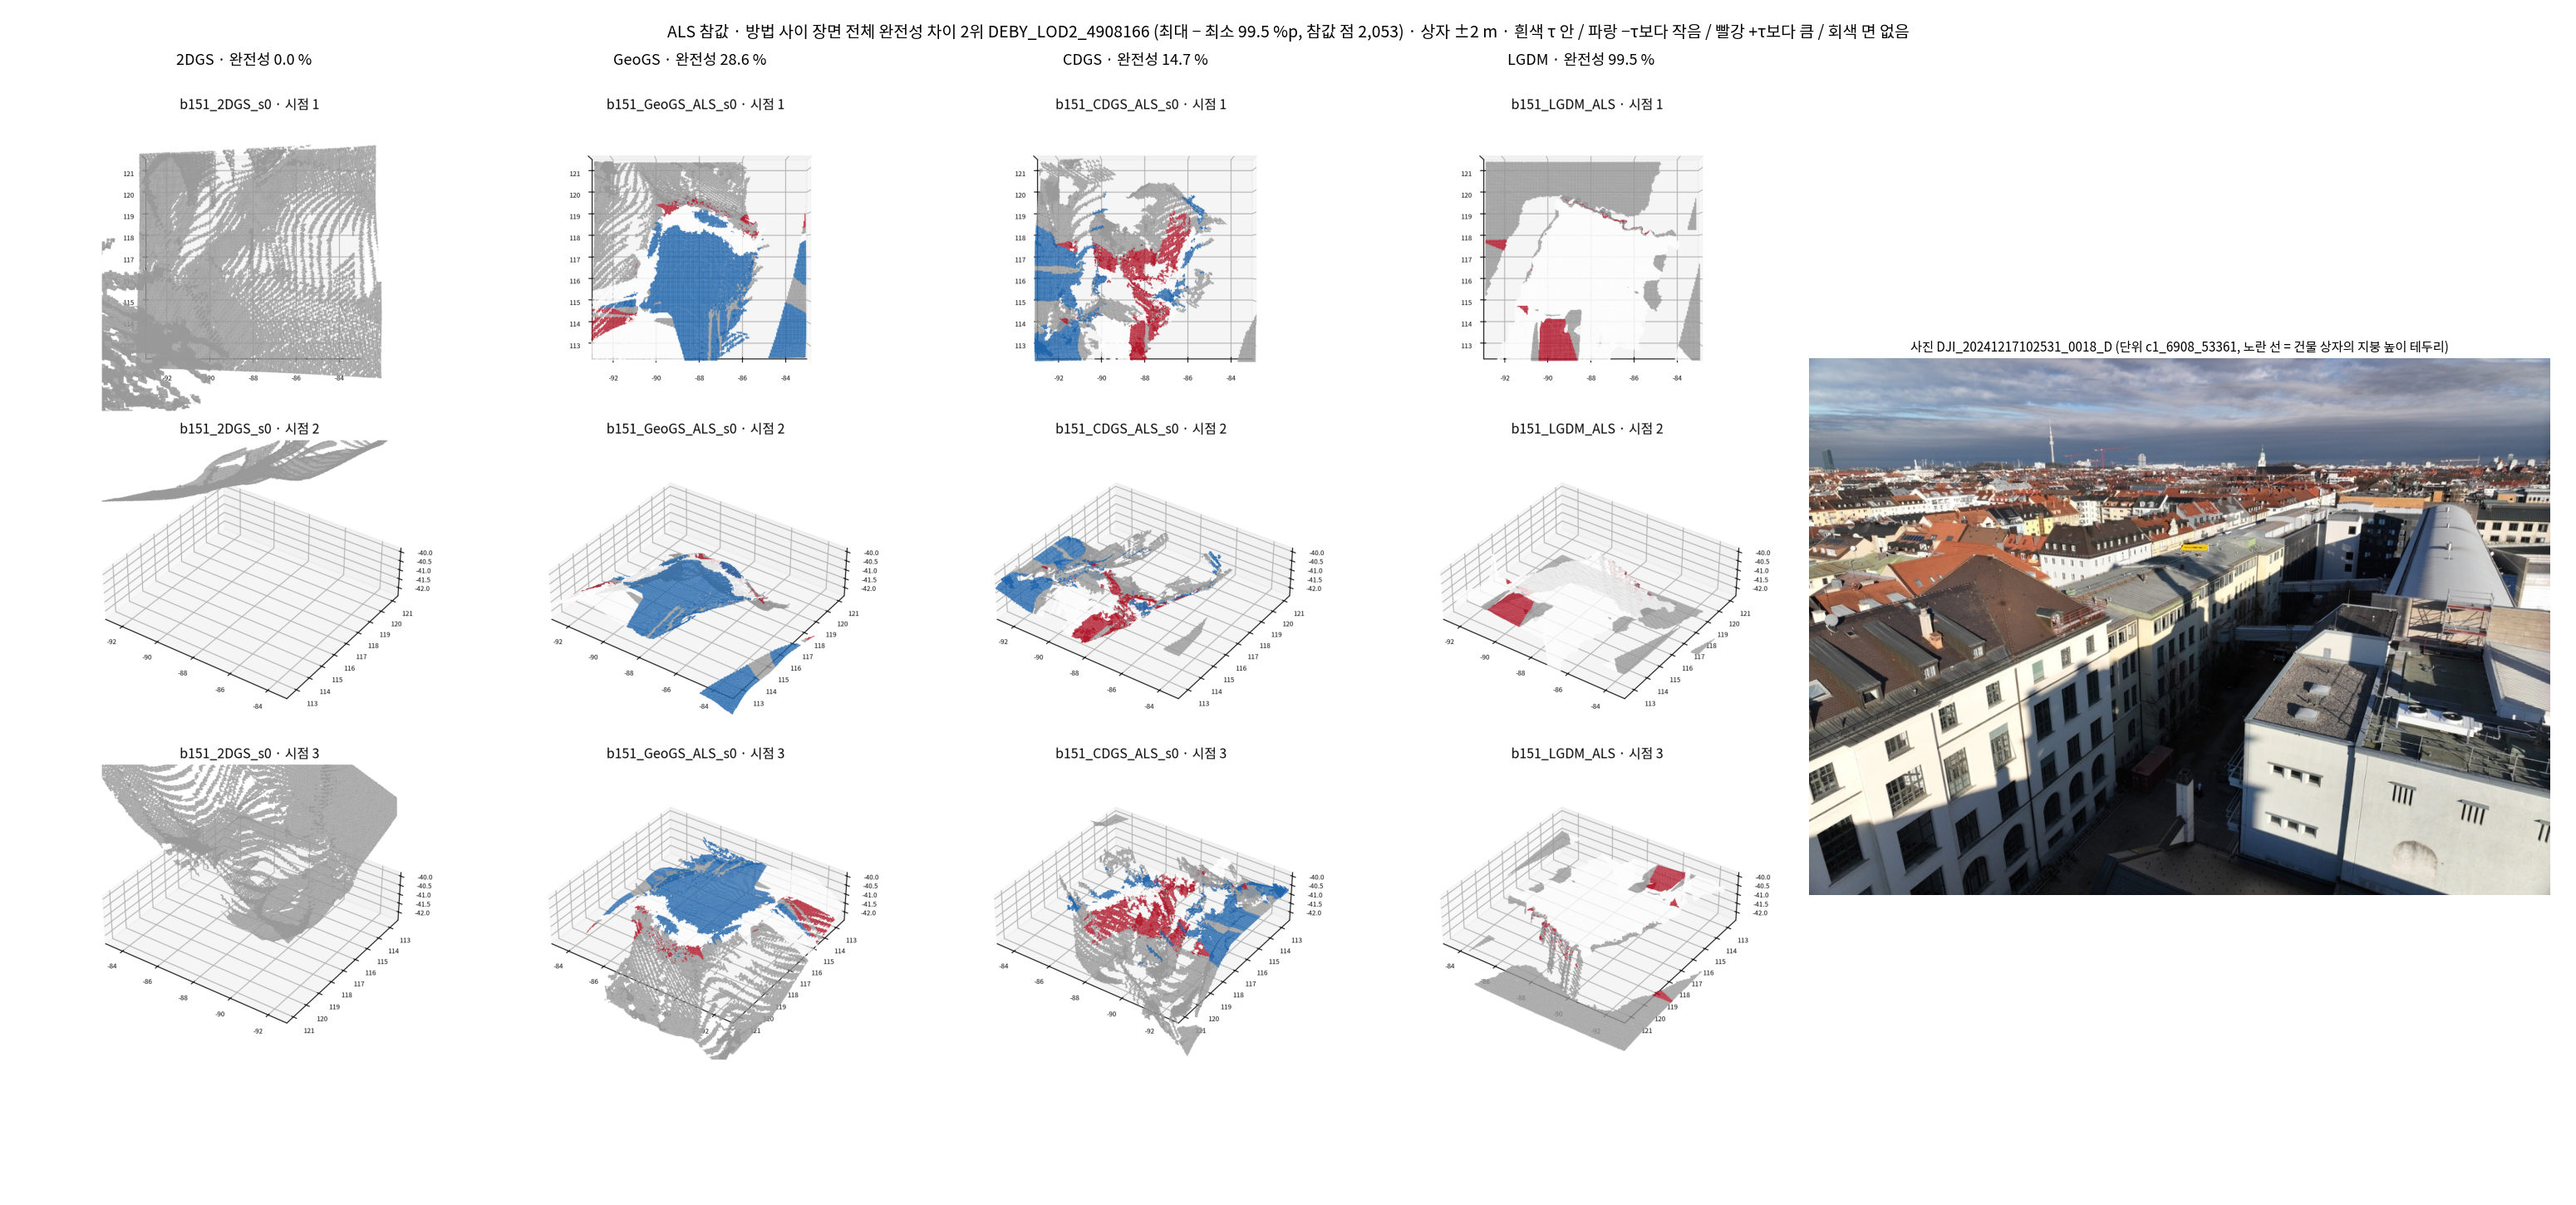 ALS 참값 · 방법 사이 장면 전체 완전성 차이 2위 DEBY_LOD2_4908166 (최대 − 최소 99.5 %p, 참값 점 2,053) · 상자 ±2 m · 흰색 τ 안 / 파랑 −τ보다 작음 / 빨강 +τ보다 큼 / 회색 면 없음
2DGS · 완전성 0.0 %
GeoGS · 완전성 28.6 %
CDGS · 완전성 14.7 %
LGDM · 완전성 99.5 %
b151_2DGS_s0 · 시점 1
b151_GeoGS_ALS_s0 · 시점 1
b151_CDGS_ALS_s0 · 시점 1
b151_LGDM_ALS · 시점 1
사진 DJI_20241217102531_0018_D (단위 c1_6908_53361, 노란 선 = 건물 상자의 지붕 높이 테두리)
b151_2DGS_s0 · 시점 2
b151_GeoGS_ALS_s0 · 시점 2
b151_CDGS_ALS_s0 · 시점 2
b151_LGDM_ALS · 시점 2
b151_2DGS_s0 · 시점 3
b151_GeoGS_ALS_s0 · 시점 3
b151_CDGS_ALS_s0 · 시점 3
b151_LGDM_ALS · 시점 3